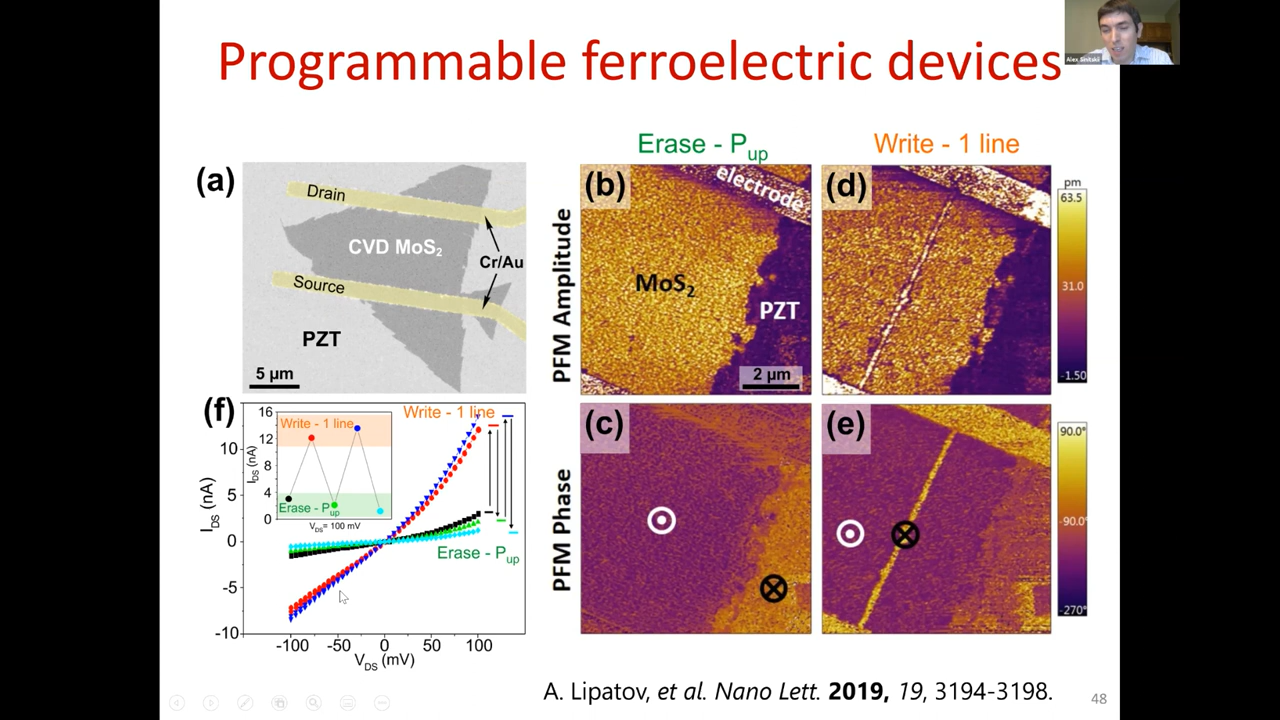 Programmable ferroelectric devices
Alex Sinitskii
(a)
Drain
CVD MoS₂
Cr/Au
Source
PZT
5 µm
Erase - Pup
Write - 1 line
PFM Amplitude
(b)
electrode
MoS₂
PZT
2 µm
(d)
pm
63.5
31.0
-1.50
PFM Phase
(c)
(e)
90.0°
-90.0°
-270°
(f)
Write - 1 line
IDS (nA)
10
5
0
-5
-10
-100 -50 0 50 100
VDS (mV)
Erase - Pup
16
12
8
4
0
IDS (nA)
Write - 1 line
Erase - Pup
VDS= 100 mV
A. Lipatov, et al. Nano Lett. 2019, 19, 3194-3198.
48